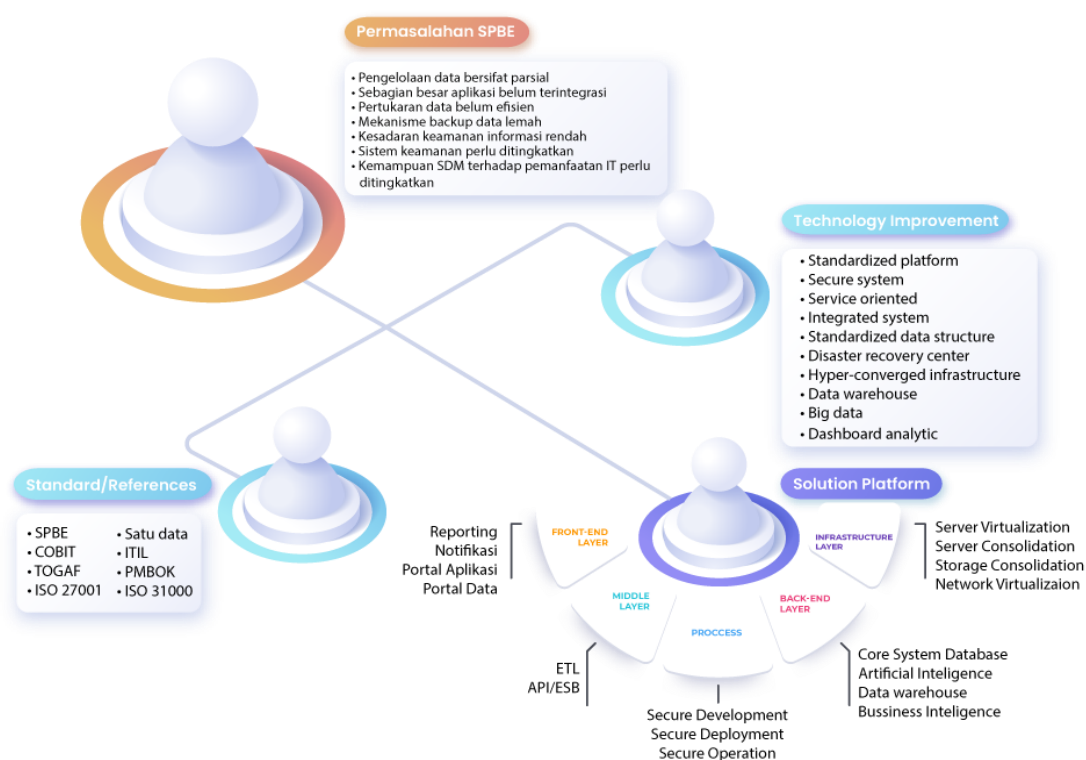 Permasalahan SPBE
• Pengelolaan data bersifat parsial
• Sebagian besar aplikasi belum terintegrasi
• Pertukaran data belum efisien
• Mekanisme backup data lemah
• Kesadaran keamanan informasi rendah
• Sistem keamanan perlu ditingkatkan
• Kemampuan SDM terhadap pemanfaatan IT perlu
ditingkatkan
Technology Improvement
• Standardized platform
• Secure system
• Service oriented
• Integrated system
• Standardized data structure
• Disaster recovery center
• Hyper-converged infrastructure
• Data warehouse
• Big data
• Dashboard analytic
Standard/References
• SPBE
• COBIT
• TOGAF
• ISO 27001
• Satu data
• ITIL
• PMBOK
• ISO 31000
Solution Platform
Reporting
Notifikasi
Portal Aplikasi
Portal Data
FRONT-END
LAYER
MIDDLE
LAYER
ETL
API/ESB
PROCCESS
Secure Development
Secure Deployment
Secure Operation
BACK-END
LAYER
Core System Database
Artificial Inteligence
Data warehouse
Bussiness Inteligence
INFRASTRUCTURE
LAYER
Server Virtualization
Server Consolidation
Storage Consolidation
Network Virtualizaion